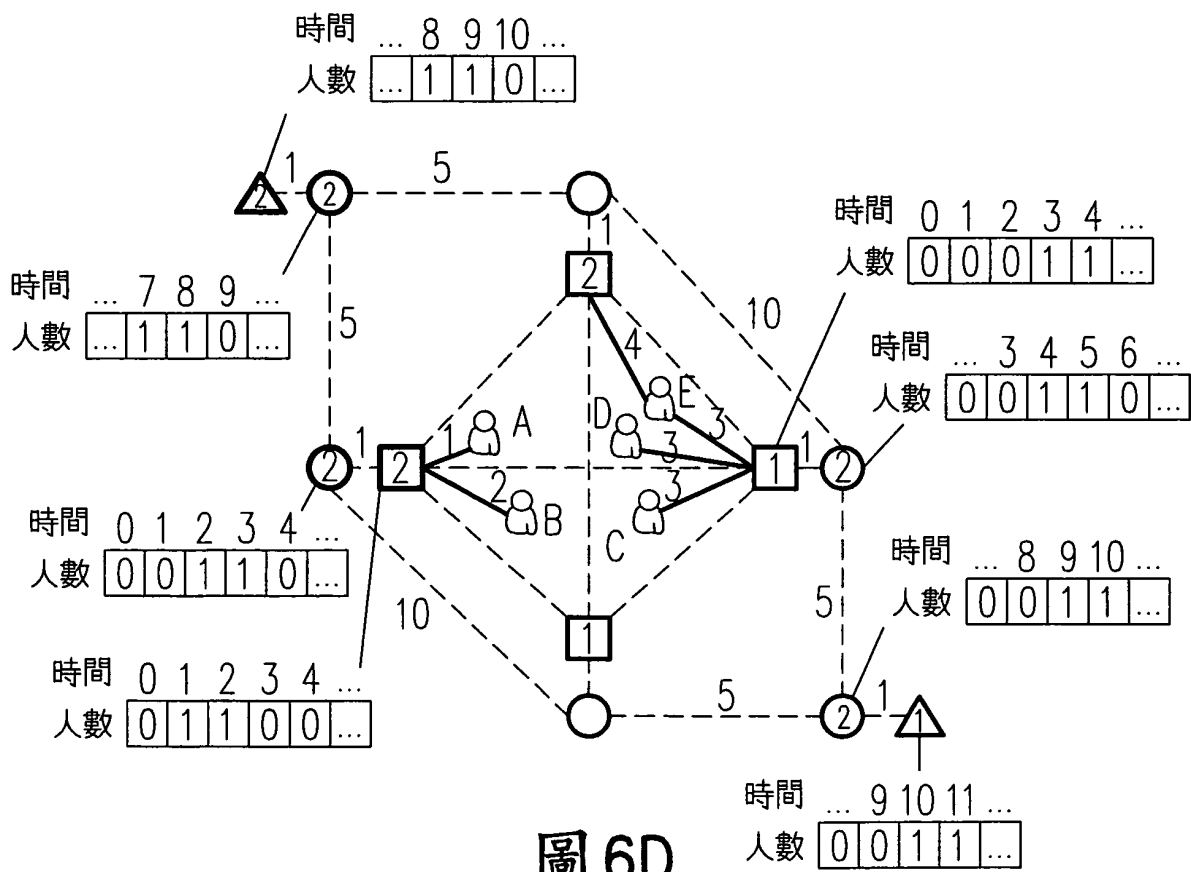 時間 ... 8 9 10 ...
人數 ... 1 1 0 ...
2 1 2 5
1
2
時間 0 1 2 3 4 ...
人數 0 0 0 1 1 ...
時間 ... 7 8 9 ...
人數 ... 1 1 0 ...
5
10
4
時間 ... 3 4 5 6 ...
人數 0 0 1 1 0 ...
A 1
D E 3
3
2 1 2
1 1 2
2 B
3 C
時間 0 1 2 3 4 ...
人數 0 0 1 1 0 ...
時間 ... 8 9 10 ...
人數 0 0 1 1 ...
10
5
1
時間 0 1 2 3 4 ...
人數 0 1 1 0 0 ...
5 2 1 1
時間 ... 9 10 11 ...
人數 0 0 1 1 ...
圖 6D